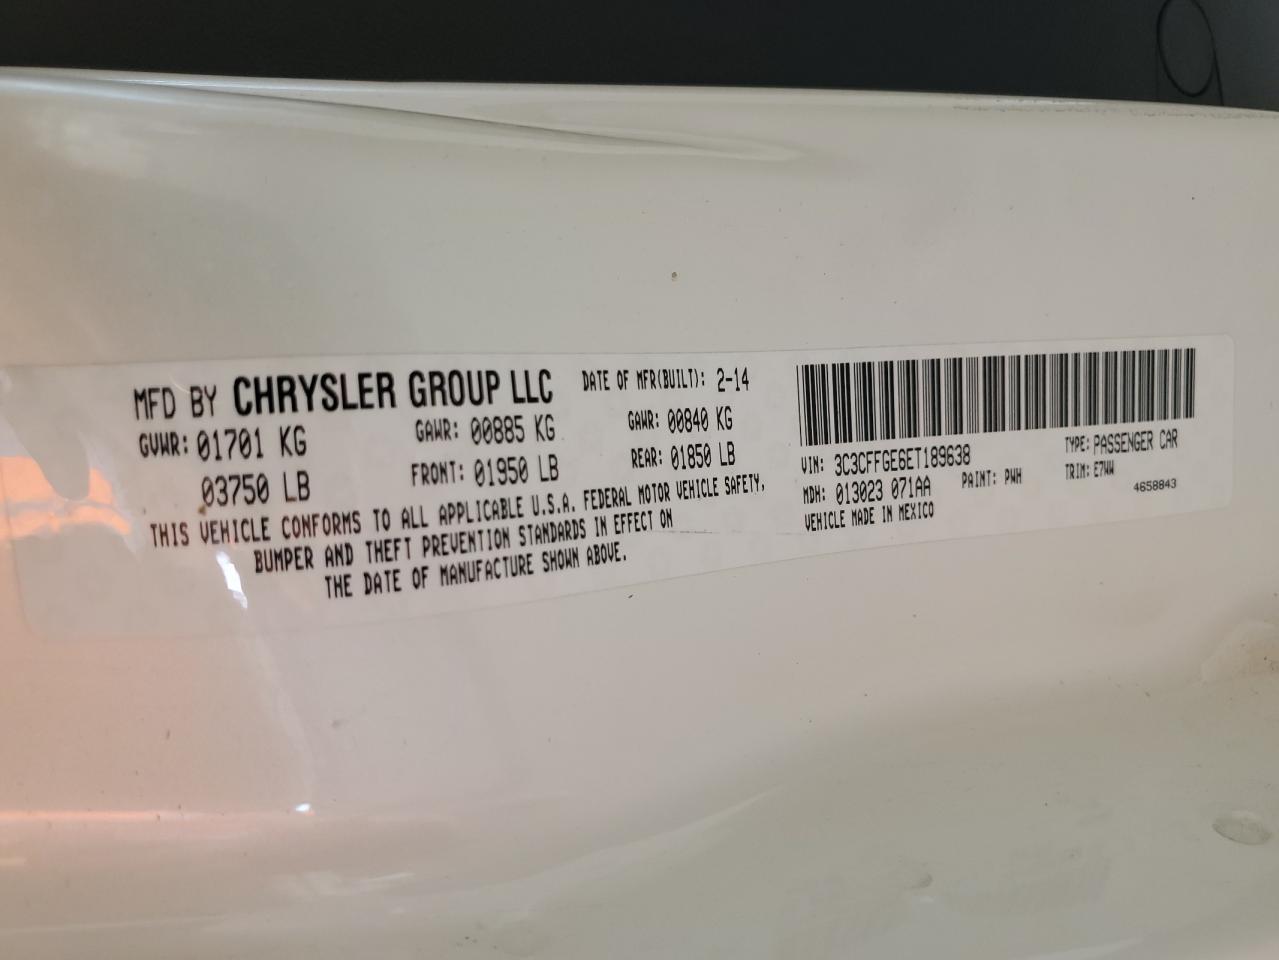 MFD BY CHRYSLER GROUP LLC DATE OF MFR(BUILT): 2-14
GVWR: 01701 KG GAWR: 00885 KG GAWR: 00840 KG
03750 LB FRONT: 01950 LB REAR: 01850 LB
THIS VEHICLE CONFORMS TO ALL APPLICABLE U.S.A. FEDERAL MOTOR VEHICLE SAFETY,
BUMPER AND THEFT PREVENTION STANDARDS IN EFFECT ON
THE DATE OF MANUFACTURE SHOWN ABOVE.
VIN: 3C3CFFGE6ET189638 TYPE: PASSENGER CAR
MDH: 013023 071AA PAINT: PWH TRIM: E7WW
VEHICLE MADE IN MEXICO 4658843